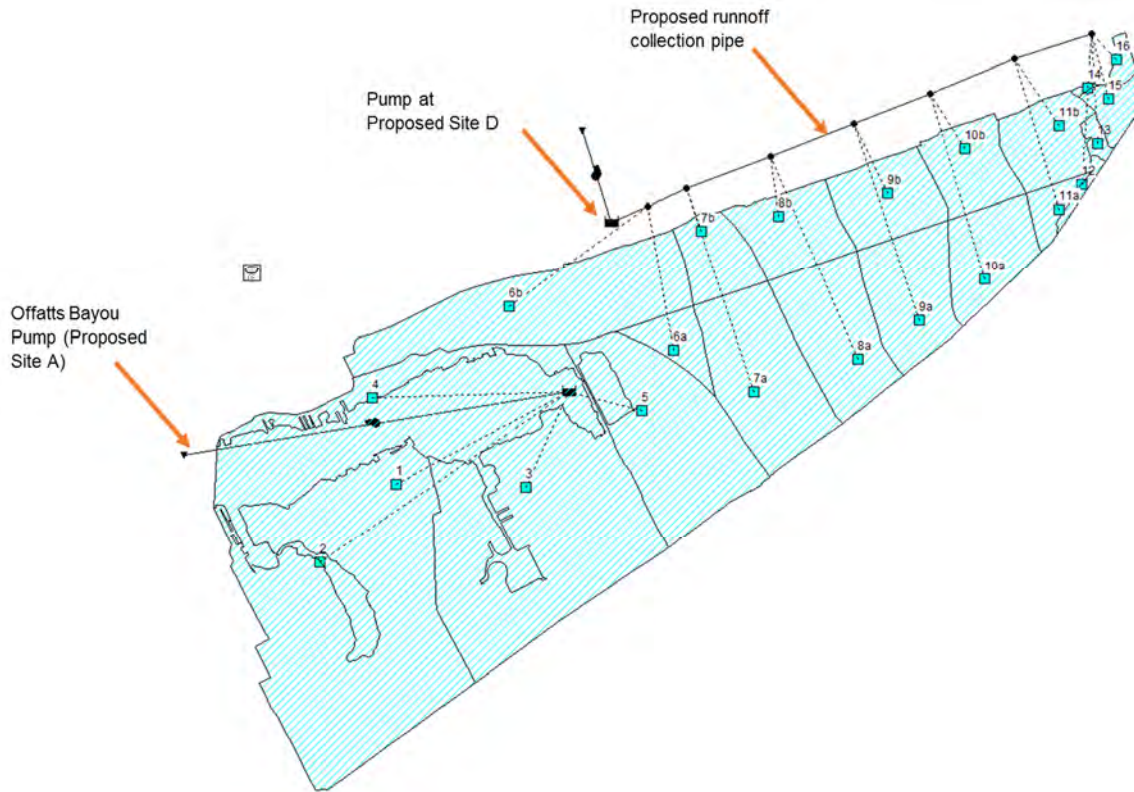 Proposed runnoff
collection pipe
Pump at
Proposed Site D
Offatts Bayou
Pump (Proposed
Site A)
16
14
15
11b
13
10b
12
9b
11a
8b
7b
10a
6b
9a
6a
8a
7a
4
5
1
3
2